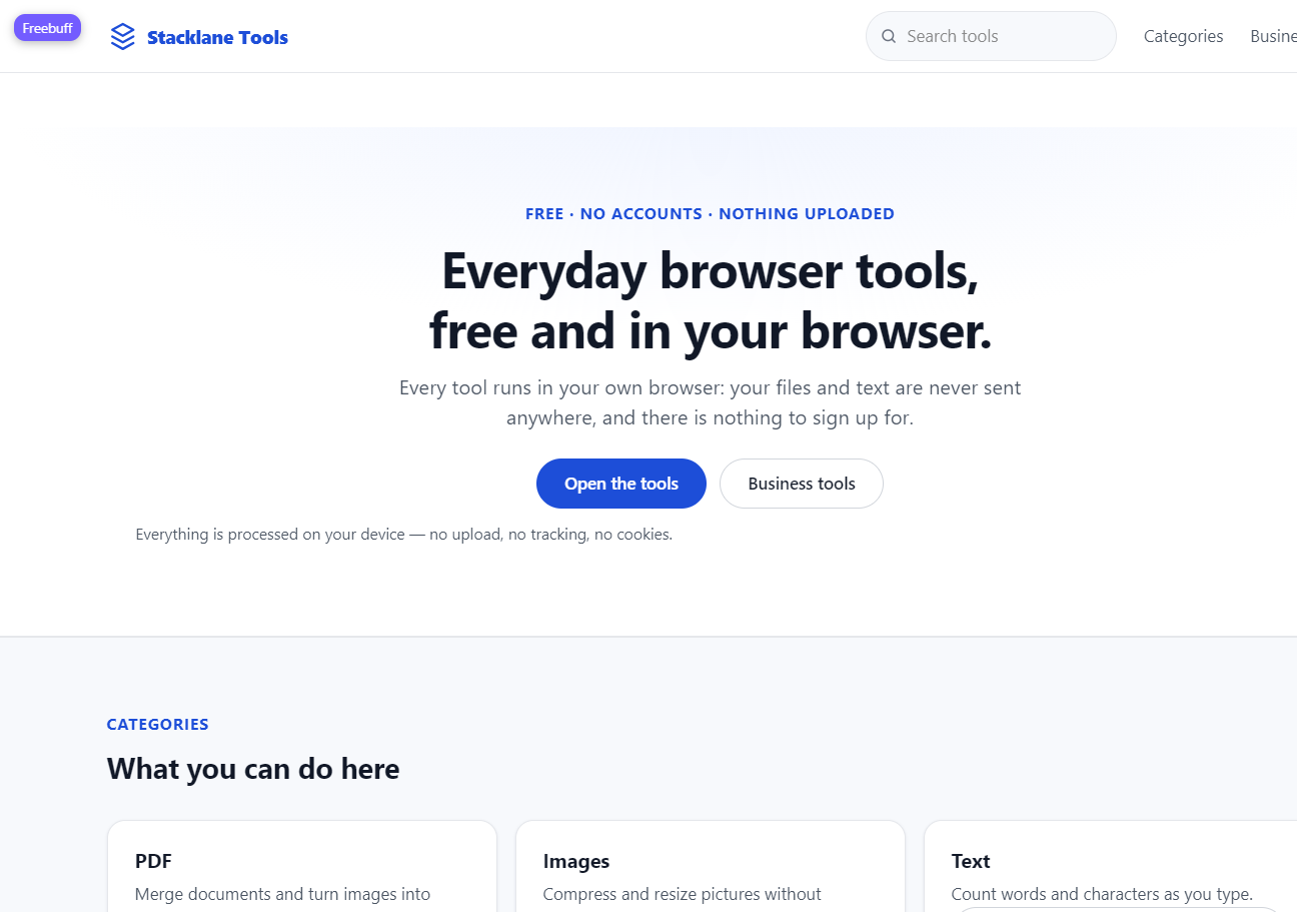 Freebuff
Stacklane Tools
Search tools
Categories
Busine
FREE · NO ACCOUNTS · NOTHING UPLOADED
Everyday browser tools,
free and in your browser.
Every tool runs in your own browser: your files and text are never sent
anywhere, and there is nothing to sign up for.
Open the tools
Business tools
Everything is processed on your device — no upload, no tracking, no cookies.
CATEGORIES
What you can do here
PDF
Merge documents and turn images into
Images
Compress and resize pictures without
Text
Count words and characters as you type.